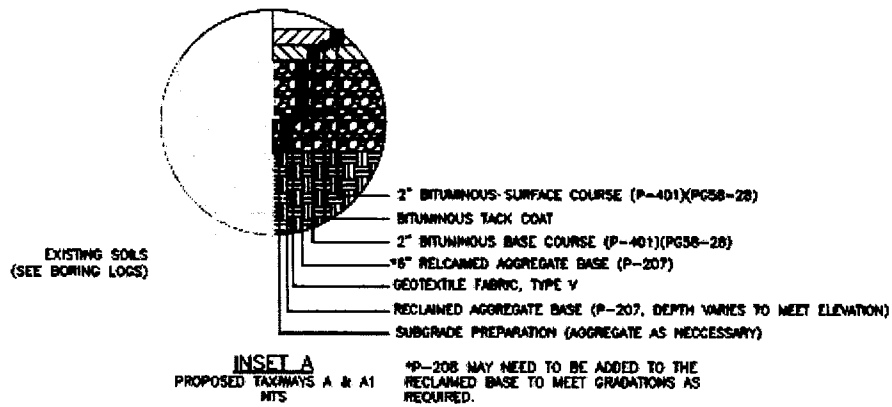 2" BITUMINOUS SURFACE COURSE (P-401)(PG58-28)
BITUMINOUS TACK COAT
2" BITUMINOUS BASE COURSE (P-401)(PG58-28)
*6" RELCAIMED AGGREGATE BASE (P-207)
GEOTEXTILE FABRIC, TYPE V
RECLAIMED AGGREGATE BASE (P-207, DEPTH VARIES TO MEET ELEVATION)
SUBGRADE PREPARATION (AGGREGATE AS NECCESSARY)
EXISTING SOILS
(SEE BORING LOGS)
INSET A
PROPOSED TAXIWAYS A & A1
NTS
*P-208 MAY NEED TO BE ADDED TO THE
RECLAIMED BASE TO MEET GRADATIONS AS
REQUIRED.